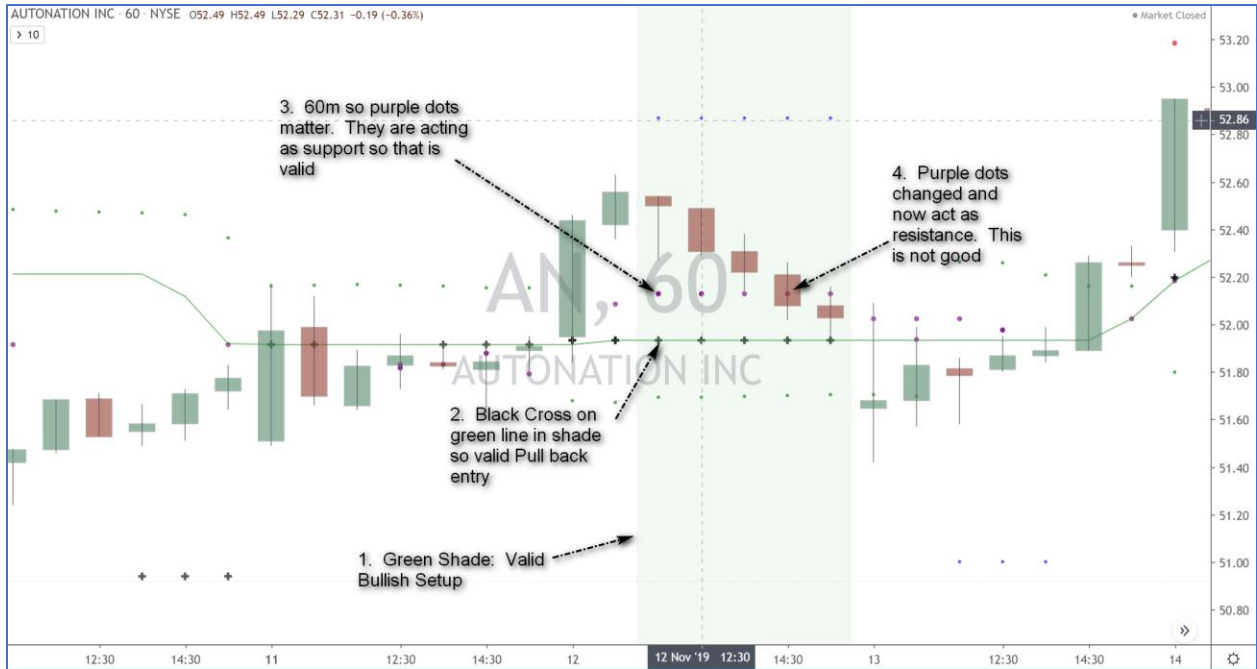 AUTONATION INC · 60 · NYSE O52.49 H52.49 L52.29 C52.31 −0.19 (−0.36%)
Market Closed
10
53.20
53.00
52.86
52.60
52.40
52.20
52.00
51.80
51.60
51.40
51.20
51.00
50.80
3. 60m so purple dots
matter. They are acting
as support so that is
valid
4. Purple dots
changed and
now act as
resistance. This
is not good
AN, 60
AUTONATION INC
2. Black Cross on
green line in shade
so valid Pull back
entry
1. Green Shade: Valid
Bullish Setup
12:30
14:30
11
12:30
14:30
12
12 Nov '19 12:30
14:30
13
12:30
14:30
14